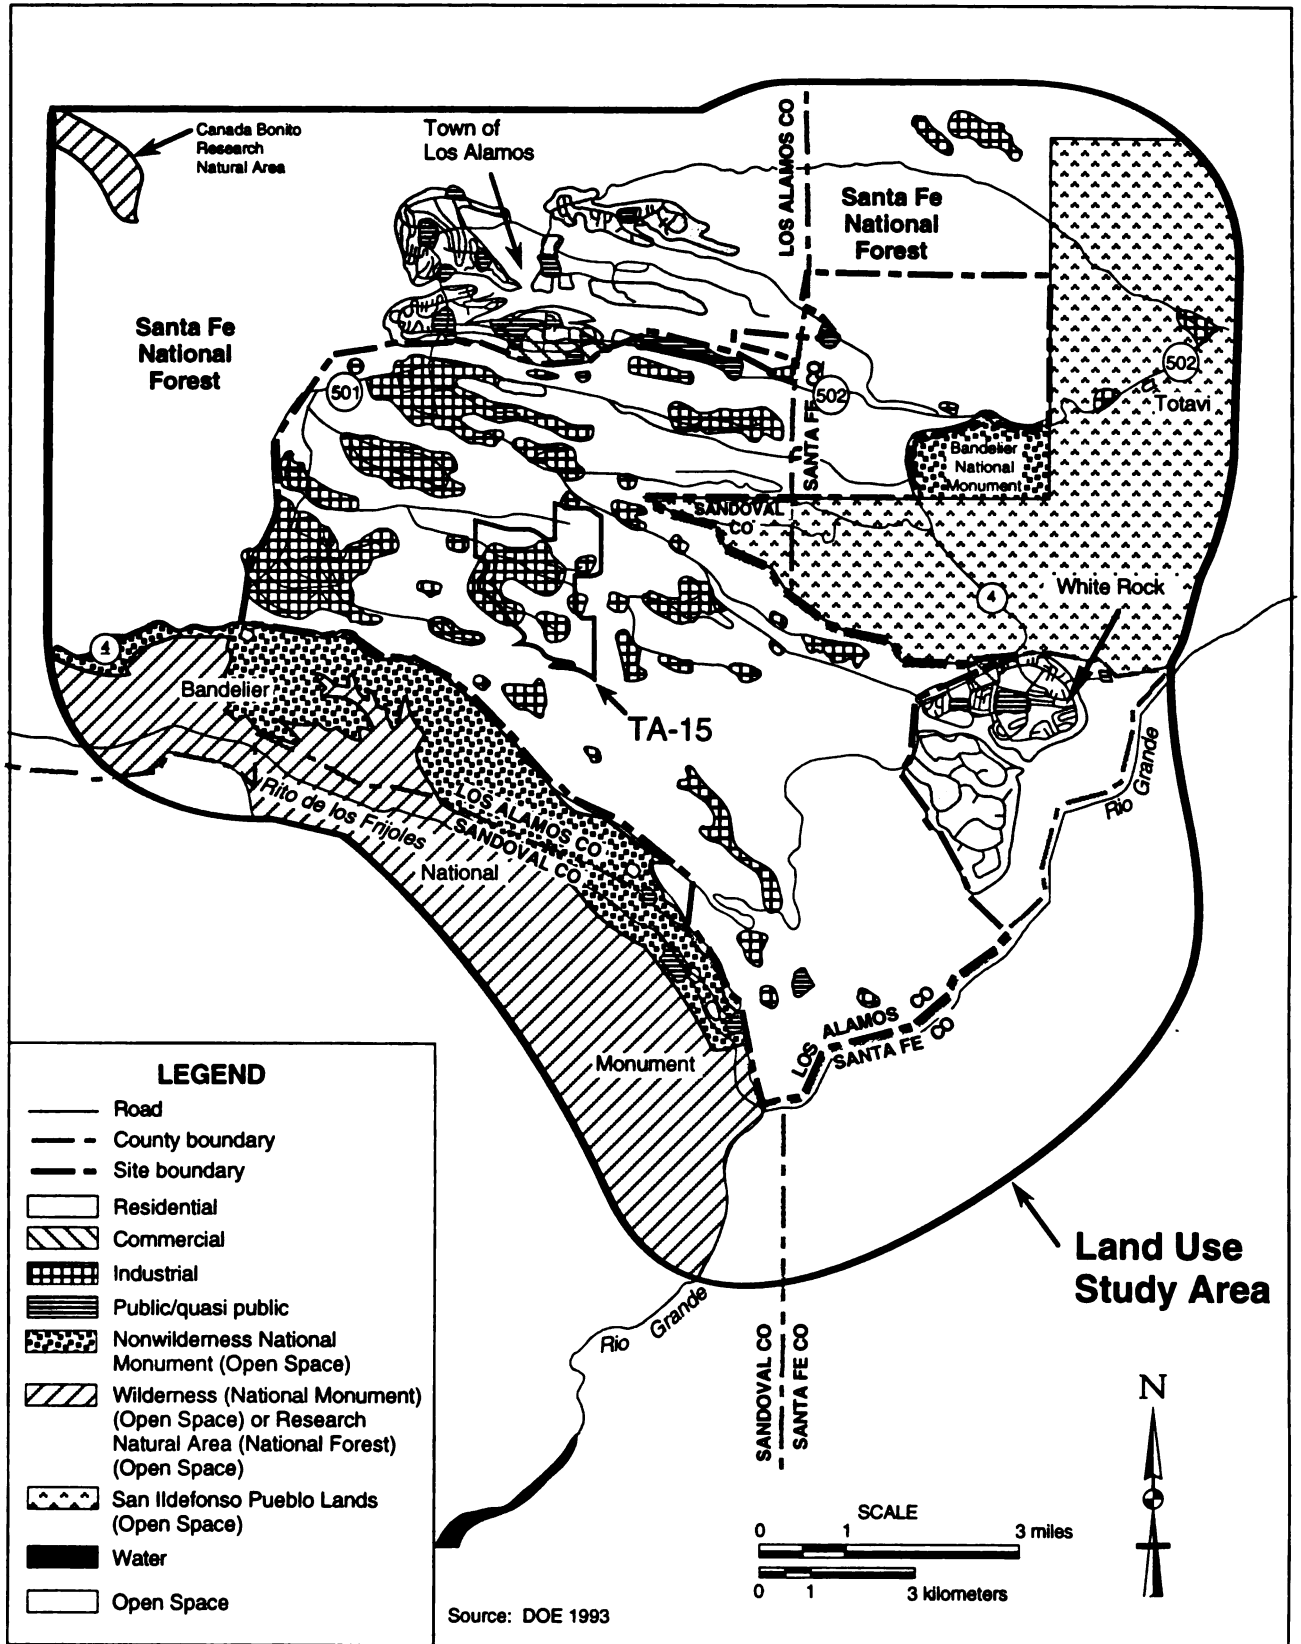 Canada Bonito
Research
Natural Area
Town of
Los Alamos
LOS ALAMOS CO
Santa Fe
National
Forest
Santa Fe
National
Forest
501
502
SANTA FE CO
502
Totavi
Bandelier
National
Monument
SANDOVAL
CO
4
White Rock
4
Bandelier
TA-15
Rito de los Frijoles
LOS ALAMOS CO
SANDOVAL CO
National
Rio Grande
Monument
LOS ALAMOS CO
SANTA FE CO
Land Use
Study Area
Rio Grande
SANDOVAL CO
SANTA FE CO
LEGEND
Road
County boundary
Site boundary
Residential
Commercial
Industrial
Public/quasi public
Nonwilderness National
Monument (Open Space)
Wilderness (National Monument)
(Open Space) or Research
Natural Area (National Forest)
(Open Space)
San Ildefonso Pueblo Lands
(Open Space)
Water
Open Space
N
SCALE
0 1 3 miles
0 1 3 kilometers
Source: DOE 1993